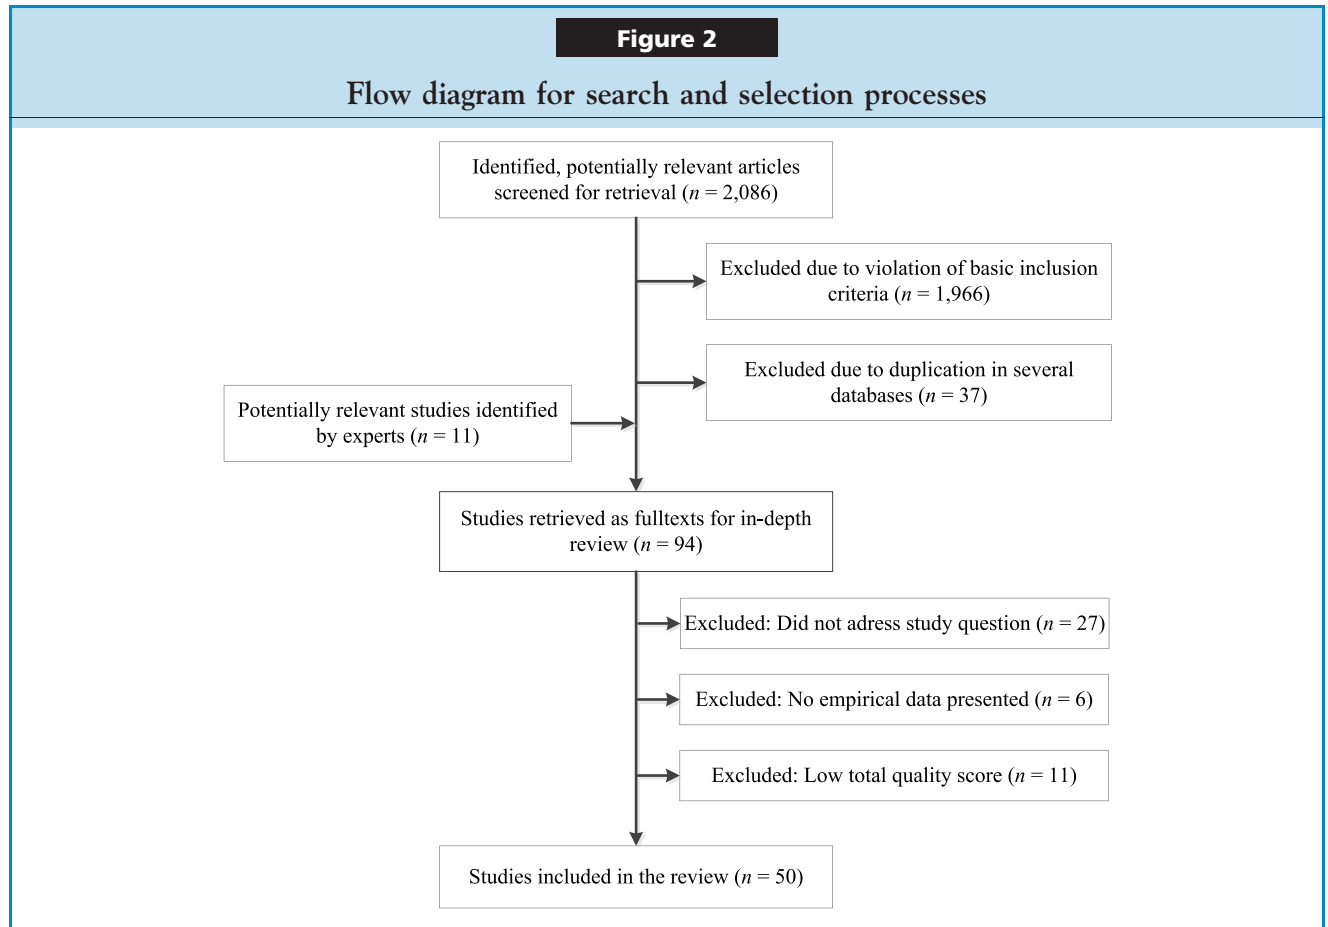 Figure 2
Flow diagram for search and selection processes
Identified, potentially relevant articles
screened for retrieval (n = 2,086)
Excluded due to violation of basic inclusion
criteria (n = 1,966)
Excluded due to duplication in several
databases (n = 37)
Potentially relevant studies identified
by experts (n = 11)
Studies retrieved as fulltexts for in-depth
review (n = 94)
Excluded: Did not adress study question (n = 27)
Excluded: No empirical data presented (n = 6)
Excluded: Low total quality score (n = 11)
Studies included in the review (n = 50)